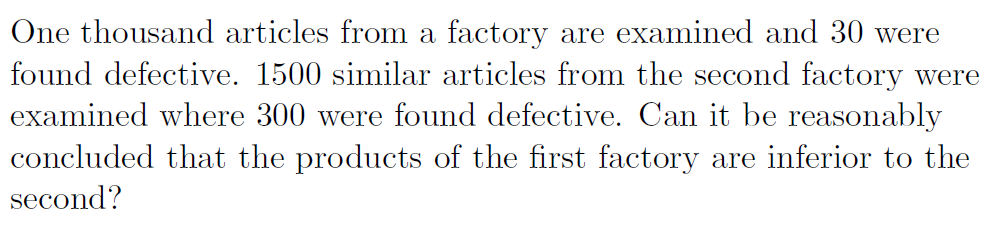 One thousand articles from a factory are examined and 30 were
found defective. 1500 similar articles from the second factory were
examined where 300 were found defective. Can it be reasonably
concluded that the products of the first factory are inferior to the
second?